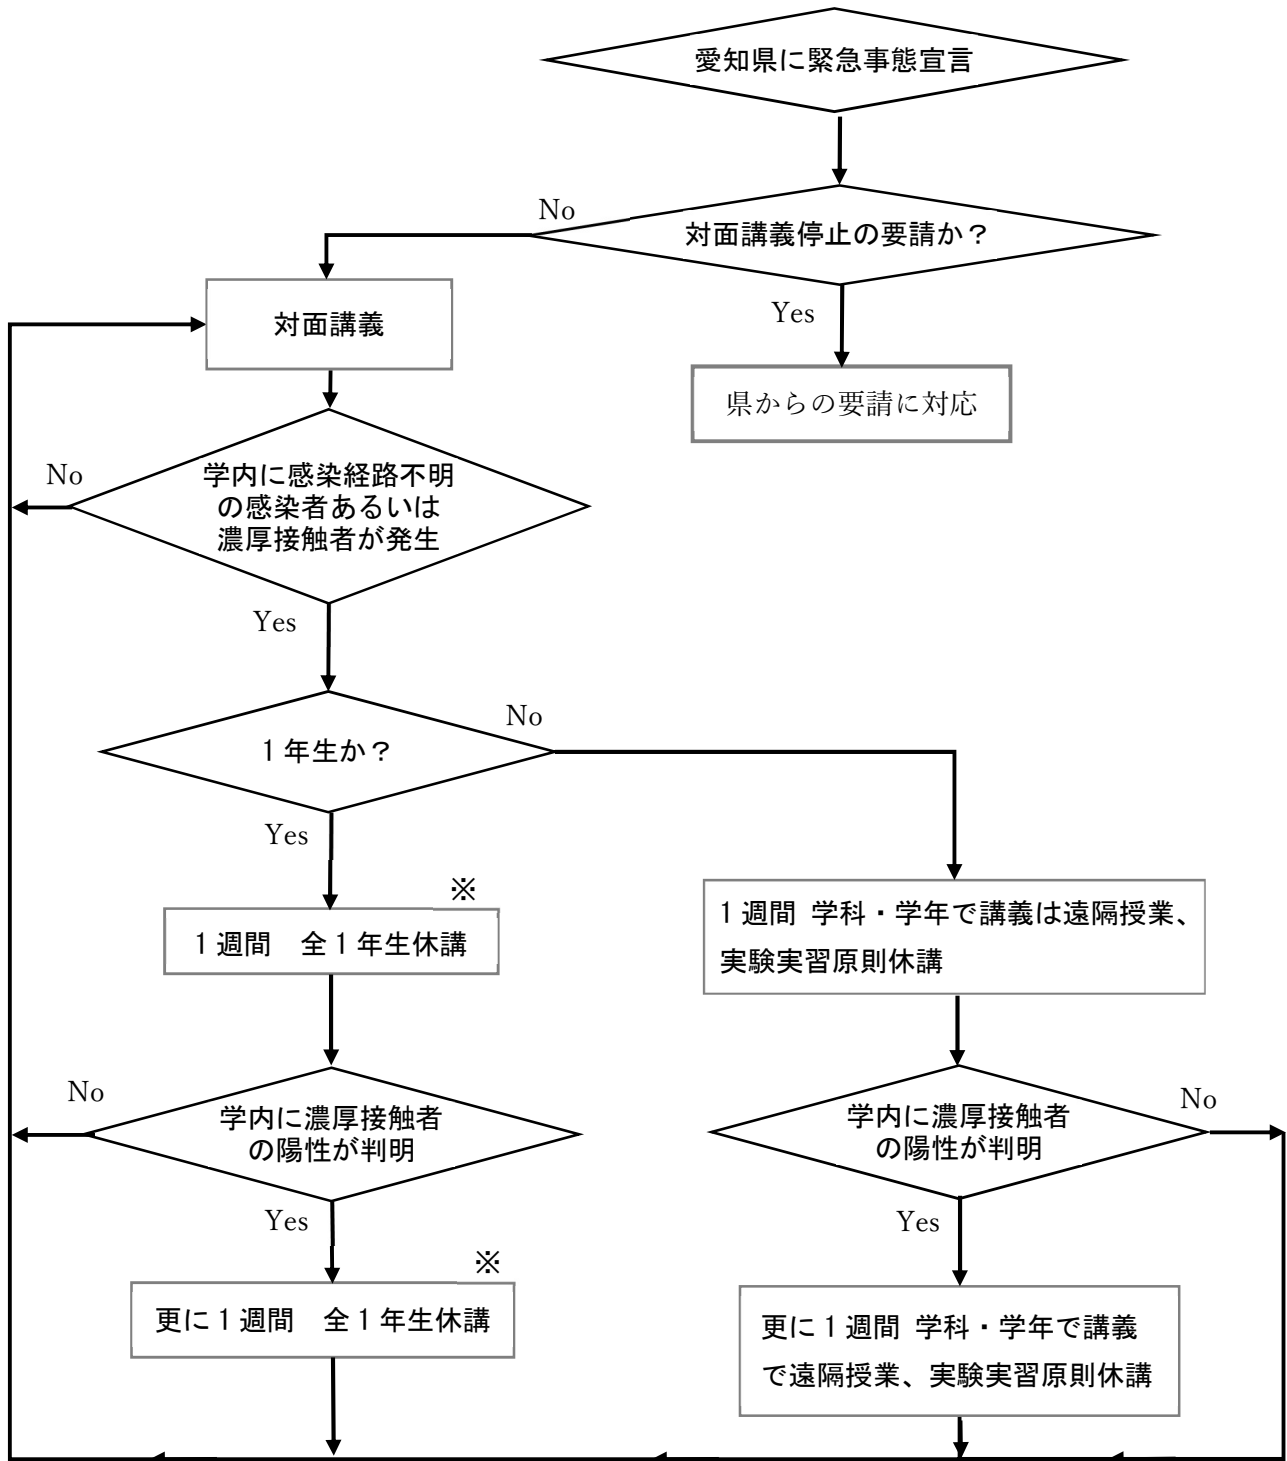 愛知県に緊急事態宣言
No
対面講義停止の要請か？
Yes
対面講義
県からの要請に対応
No
学内に感染経路不明
の感染者あるいは
濃厚接触者が発生
Yes
1年生か？
No
Yes
※
1週間　全1年生休講
1週間 学科・学年で講義は遠隔授業、
実験実習原則休講
No
学内に濃厚接触者
の陽性が判明
Yes
学内に濃厚接触者
の陽性が判明
No
Yes
※
更に1週間　全1年生休講
更に1週間 学科・学年で講義
で遠隔授業、実験実習原則休講